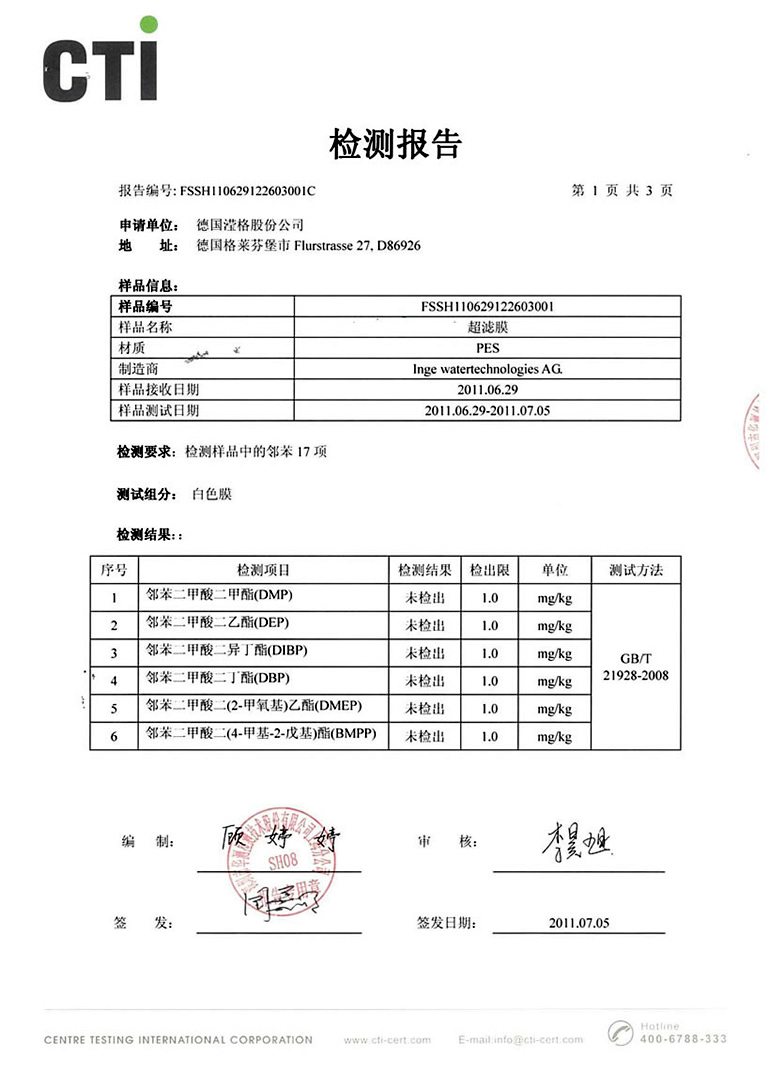 CTI
检测报告
报告编号: FSSH110629122603001C 第 1 页 共 3 页
申请单位: 德国滢格股份公司
地 址: 德国格莱芬堡市 Flurstrasse 27, D86926
样品信息:
样品编号 FSSH110629122603001
样品名称 超滤膜
材质 PES
制造商 Inge watertechnologies AG.
样品接收日期 2011.06.29
样品测试日期 2011.06.29-2011.07.05
检测要求: 检测样品中的邻苯 17 项
测试组分: 白色膜
检测结果: :
序号 检测项目 检测结果 检出限 单位 测试方法
1 邻苯二甲酸二甲酯(DMP) 未检出 1.0 mg/kg
2 邻苯二甲酸二乙酯(DEP) 未检出 1.0 mg/kg
3 邻苯二甲酸二异丁酯(DIBP) 未检出 1.0 mg/kg
GB/T
4 邻苯二甲酸二丁酯(DBP) 未检出 1.0 mg/kg
21928-2008
5 邻苯二甲酸二(2-甲氧基)乙酯(DMEP) 未检出 1.0 mg/kg
6 邻苯二甲酸二(4-甲基-2-戊基)酯(BMPP) 未检出 1.0 mg/kg
编 制: 顾婷婷 审 核:
SH08
签 发: 签发日期: 2011.07.05
CENTRE TESTING INTERNATIONAL CORPORATION www.cti-cert.com E-mail:info@cti-cert.com Hotline
400-6788-333